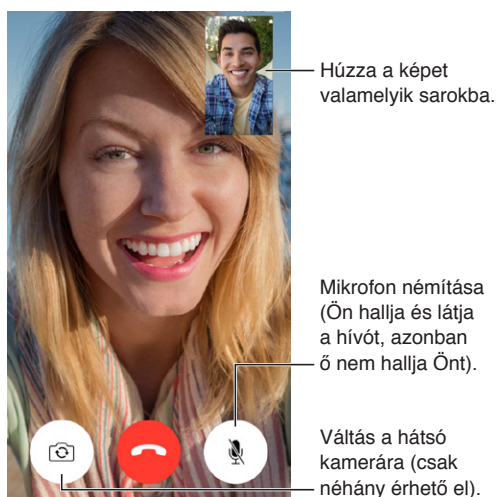 Húzza a képet
valamelyik sarokba.
Mikrofon némítása
(Ön hallja és látja
a hívót, azonban
ő nem hallja Önt).
Váltás a hátsó
kamerára (csak
néhány érhető el).